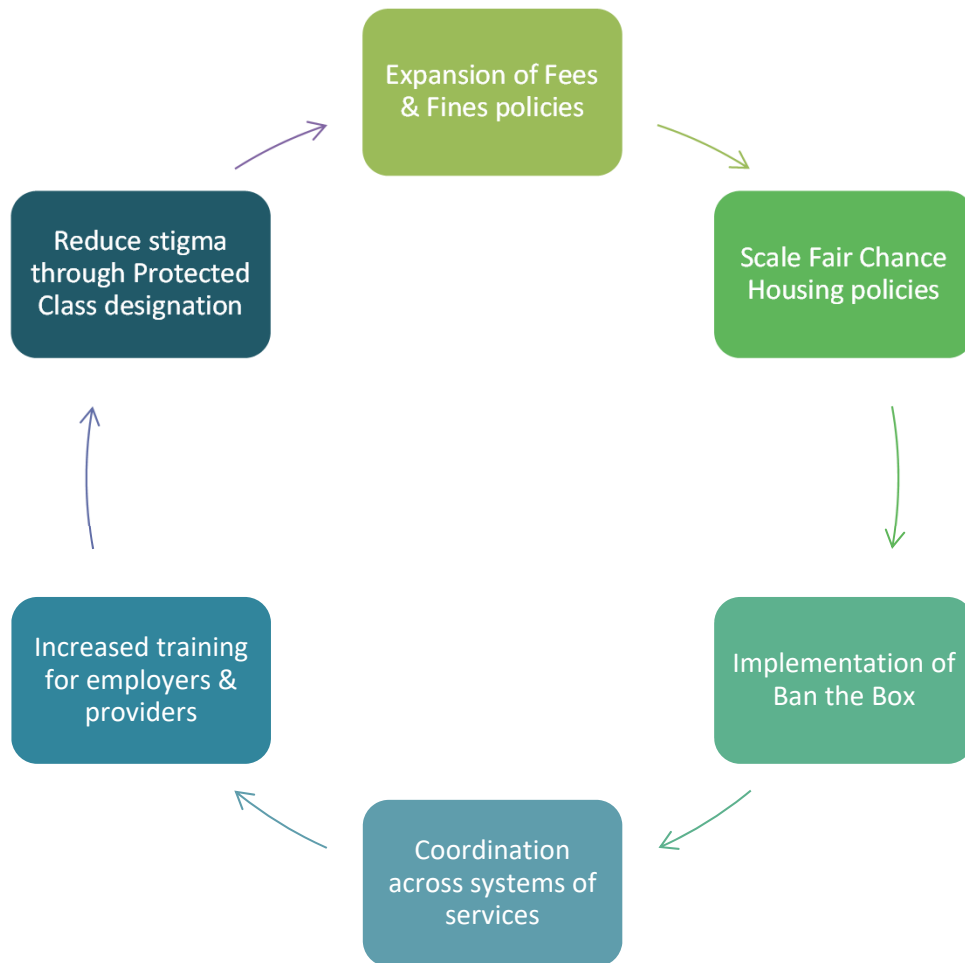 Expansion of Fees
& Fines policies
Scale Fair Chance
Housing policies
Implementation of
Ban the Box
Coordination
across systems of
services
Increased training
for employers &
providers
Reduce stigma
through Protected
Class designation